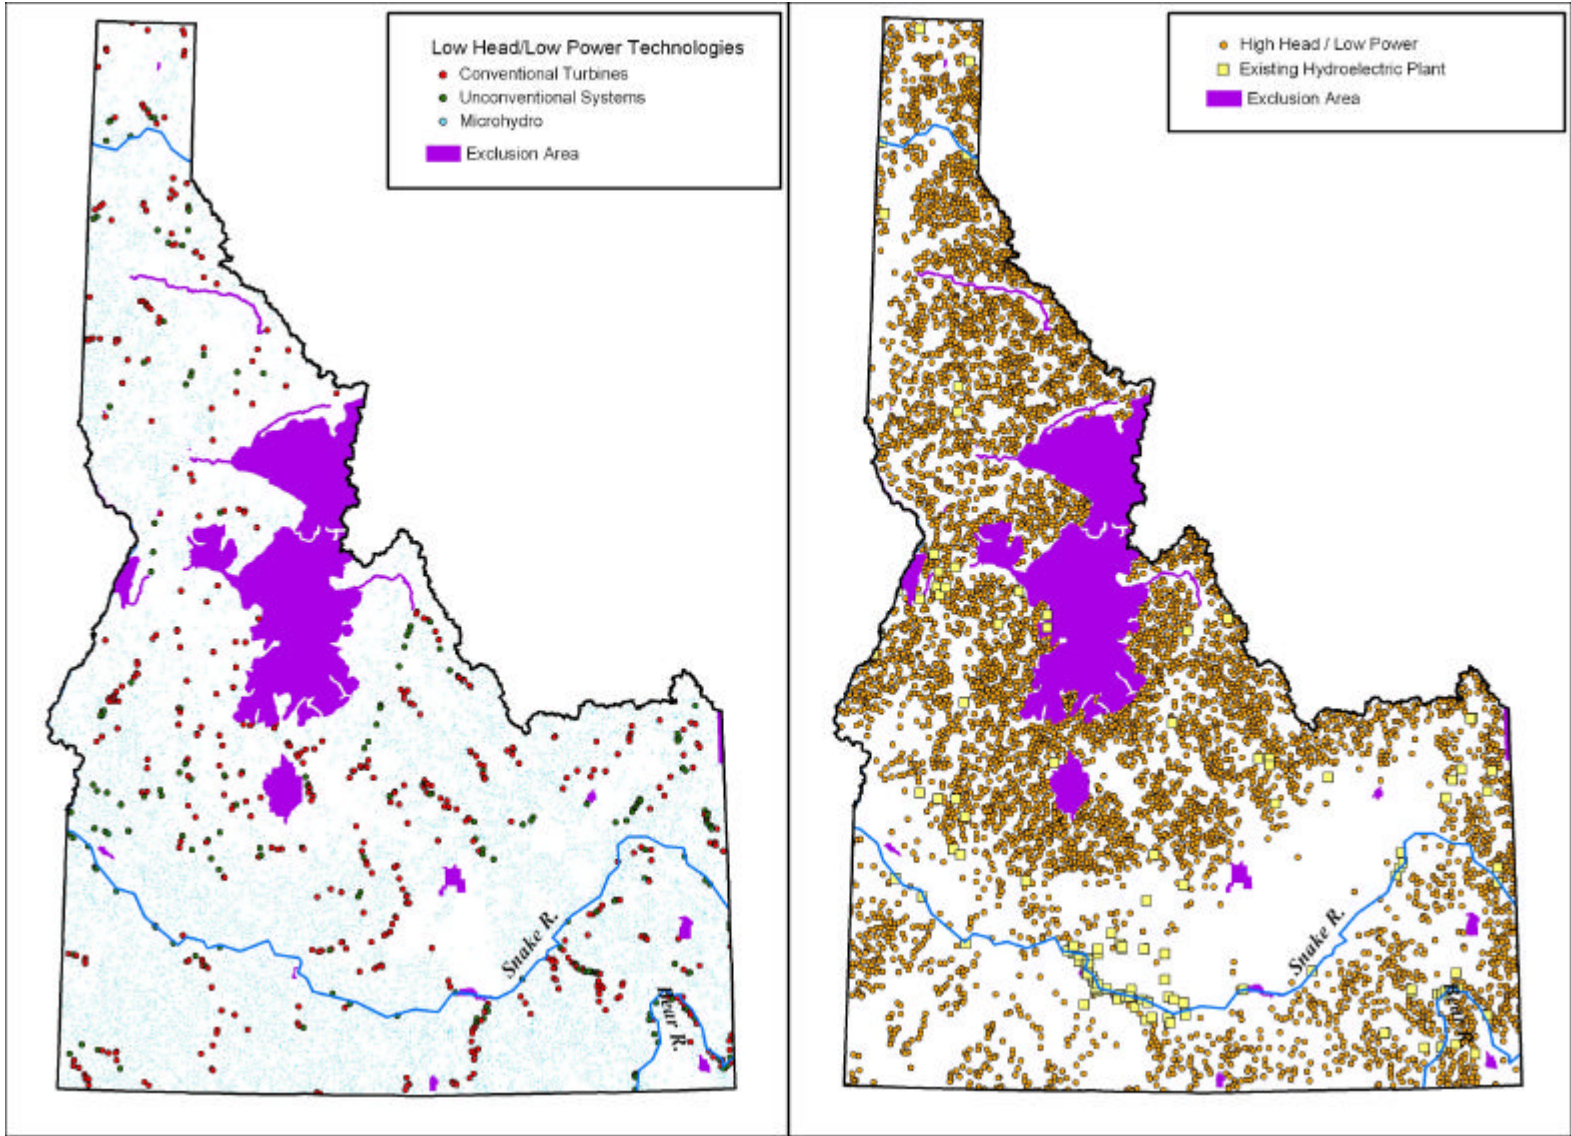 Low Head/Low Power Technologies
Conventional Turbines
Unconventional Systems
Microhydro
Exclusion Area
Snake R.
Bear R.
High Head / Low Power
Existing Hydroelectric Plant
Exclusion Area
Snake R.
Bear R.